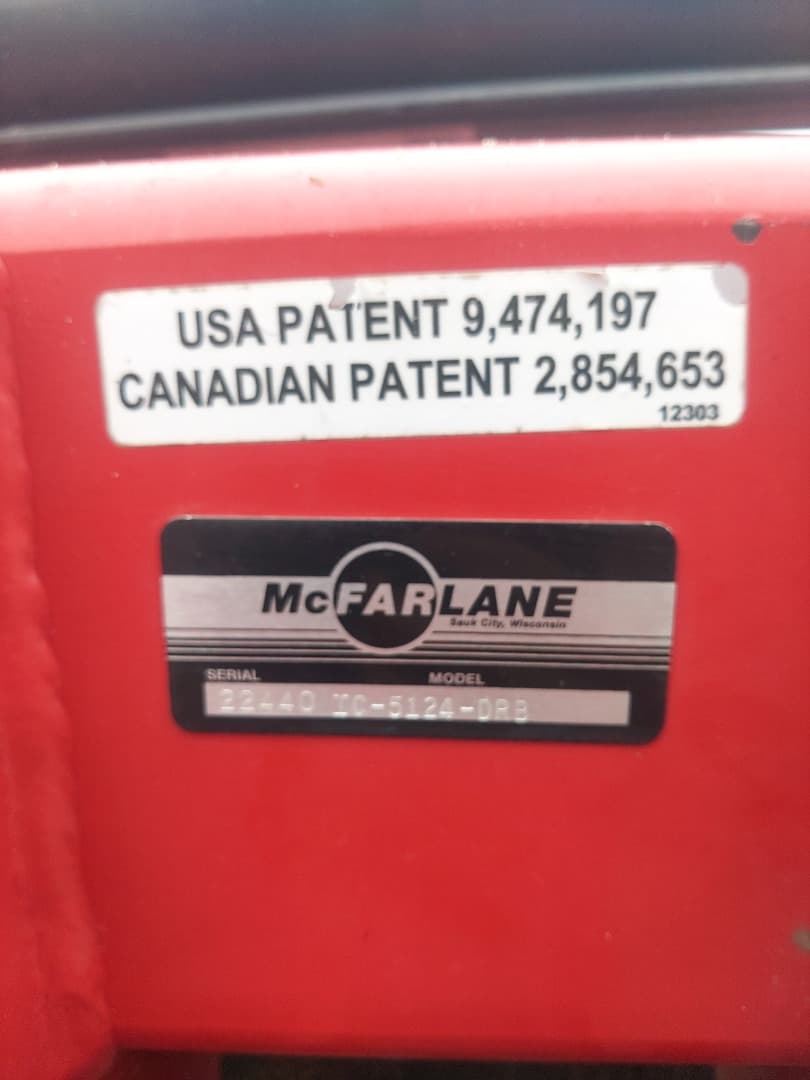 USA PATENT 9,474,197
CANADIAN PATENT 2,854,653
12303
McFARLANE
Sauk City, Wisconsin
SERIAL MODEL
22440 IC-5124-DRB